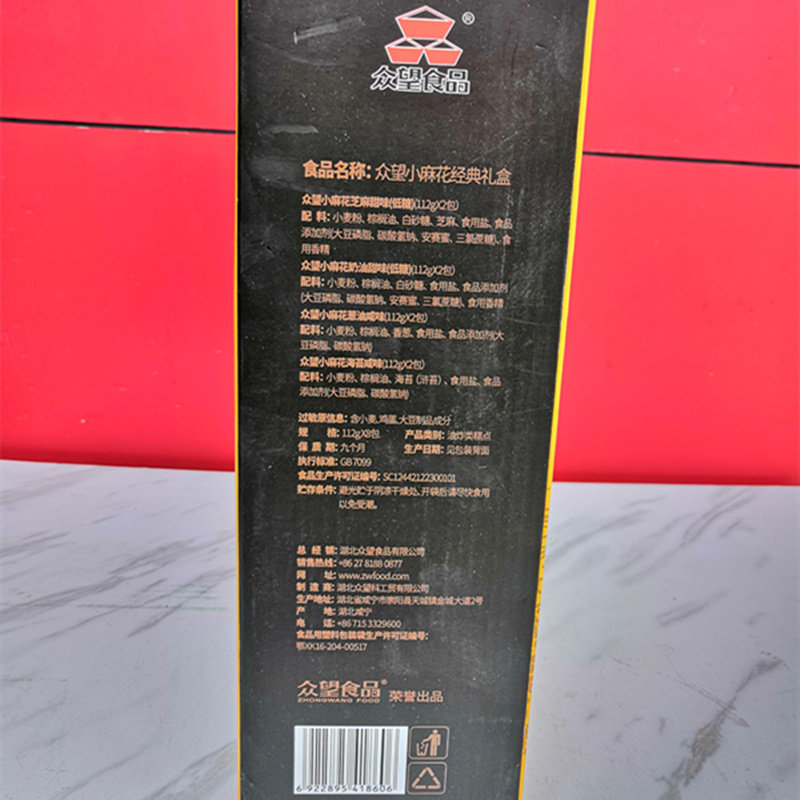 ®
众望食品
食品名称：众望小麻花经典礼盒
众望小麻花芝麻甜味(低糖)(112gX2包)
配料：小麦粉、棕榈油、白砂糖、芝麻、食用盐、食品
添加剂(大豆磷脂、碳酸氢钠、安赛蜜、三氯蔗糖)、食
用香精
众望小麻花奶油甜味(低糖)(112gX2包)
配料：小麦粉、棕榈油、白砂糖、食用盐、食品添加剂
(大豆磷脂、碳酸氢钠、安赛蜜、三氯蔗糖)、食用香精
众望小麻花葱油咸味(112gX2包)
配料：小麦粉、棕榈油、香葱、食用盐、食品添加剂(大
豆磷脂、碳酸氢钠)
众望小麻花海苔咸味(112gX2包)
配料：小麦粉、棕榈油、海苔（浒苔）、食用盐、食品
添加剂(大豆磷脂、碳酸氢钠)
过敏原信息：含小麦,鸡蛋,大豆制品成分
规 格：112gX8包 产品类别：油炸类糕点
保 质 期：九个月 生产日期：见包装背面
执行标准：GB7099
食品生产许可证编号：SC12442122300101
贮存条件：避光贮于阴凉干燥处、开袋后请尽快食用
以免受潮。
总 经 销：湖北众望食品有限公司
销售热线：+86 27 8188 0877
网 址：www.zwfood.com
制 造 商：湖北众望科工贸有限公司
生产地址：湖北省咸宁市崇阳县天城镇金城大道2号
产 地：湖北咸宁
电 话：+86 715 3329600
食品用塑料包装袋生产许可证编号：
鄂XK16-204-00517
众望食品® 荣誉出品
ZHONGWANG FOOD
6 922895 418606